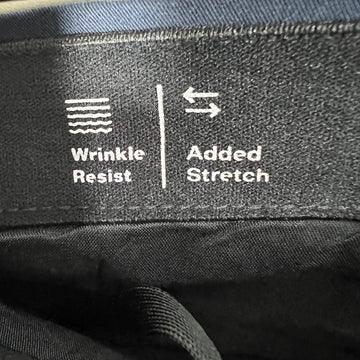 Wrinkle
Resist
Added
Stretch